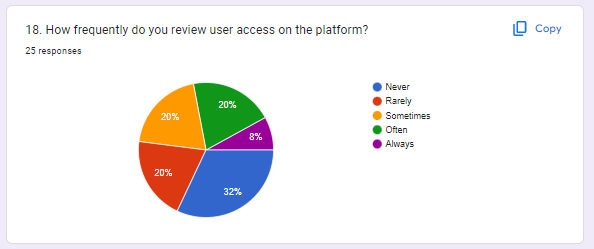 18. How frequently do you review user access on the platform?
Copy
25 responses
20%
20%
8%
20%
32%
Never
Rarely
Sometimes
Often
Always